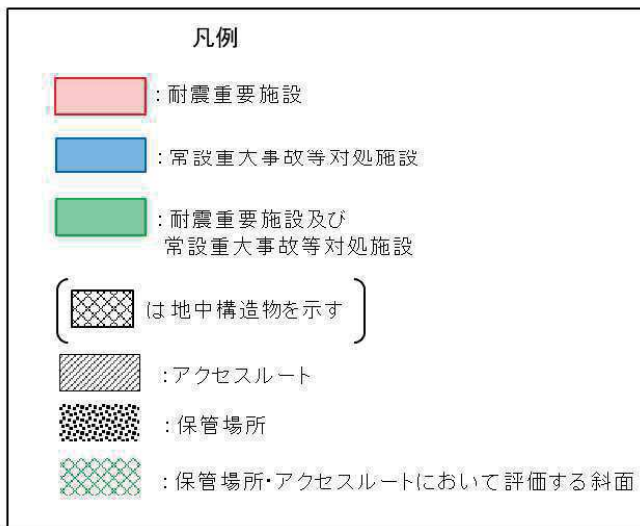 凡例
:耐震重要施設
:常設重大事故等対処施設
:耐震重要施設及び
常設重大事故等対処施設
は地中構造物を示す
:アクセスルート
:保管場所
:保管場所・アクセスルートにおいて評価する斜面